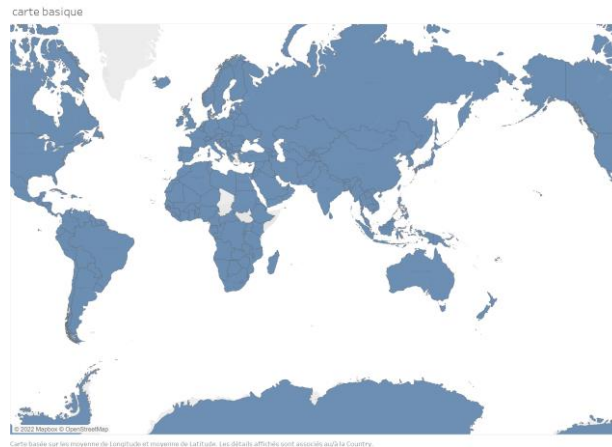 carte basique
© 2022 Mapbox © OpenStreetMap
Carte basée sur les moyenne de Longitude et moyenne de Latitude. Les détails affichés sont associés au/à la Country.